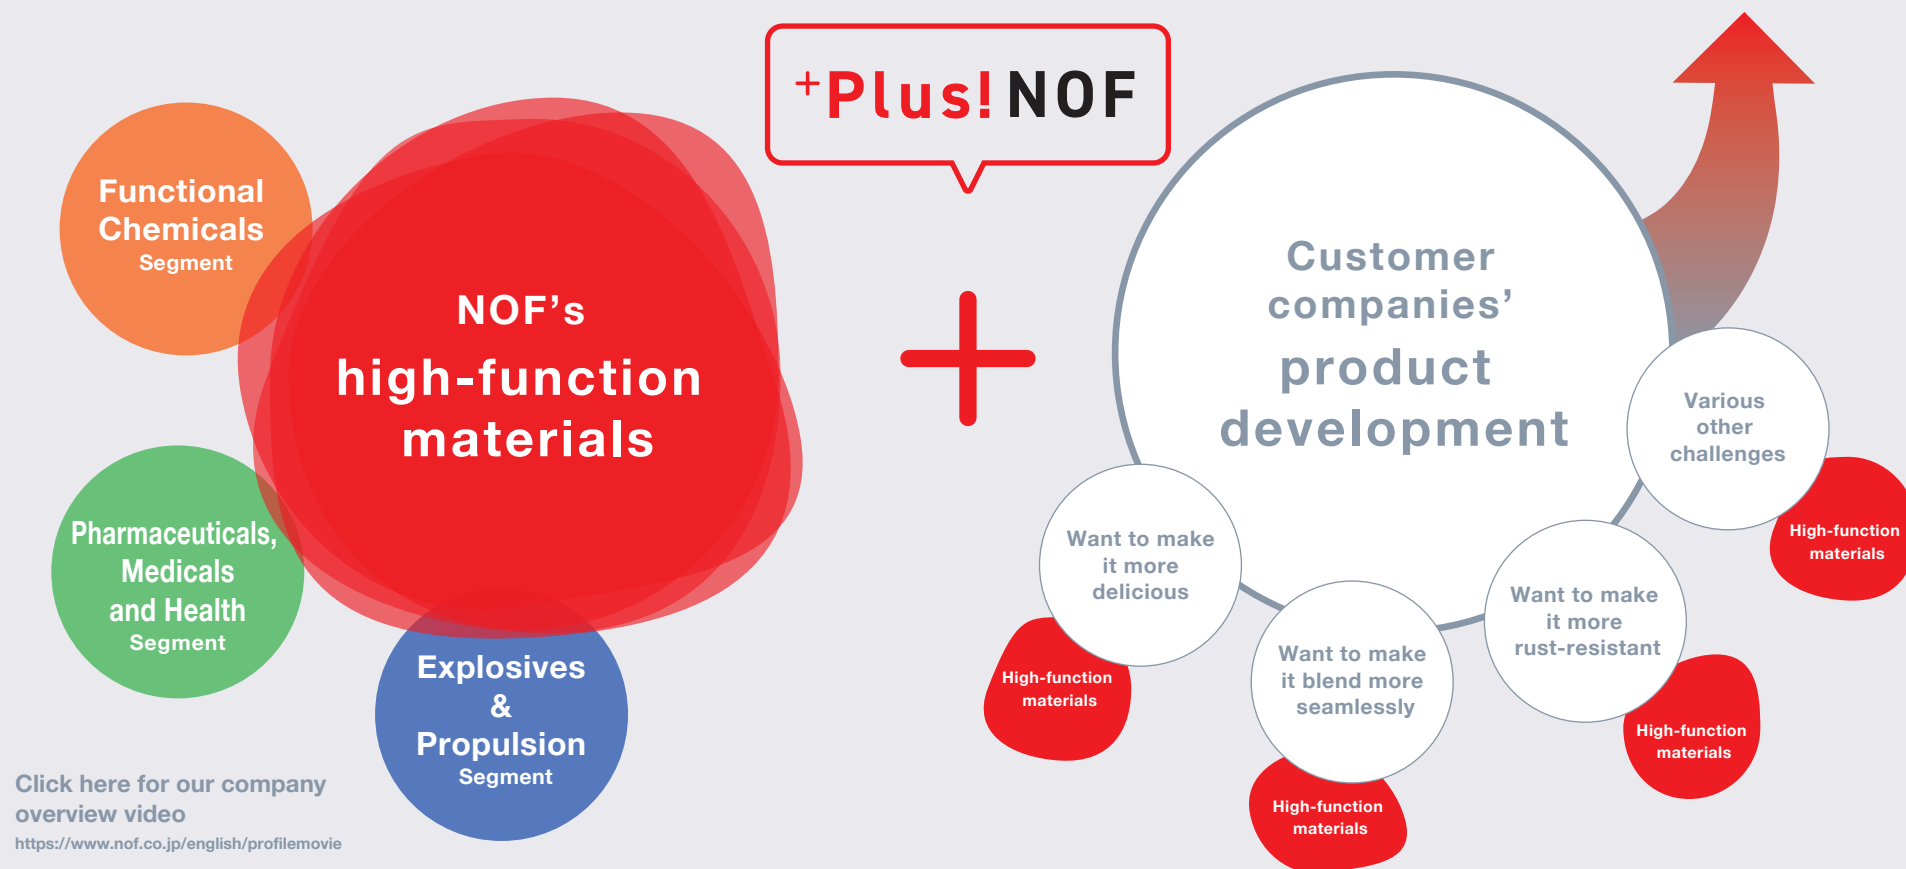 +Plus! NOF
Functional
Chemicals
Segment
NOF’s
high-function
materials
Pharmaceuticals,
Medicals
and Health
Segment
Explosives
&
Propulsion
Segment
Click here for our company
overview video
https://www.nof.co.jp/english/profilemovie
+
Customer
companies’
product
development
Want to make
it more
delicious
High-function
materials
Want to make
it blend more
seamlessly
High-function
materials
Want to make
it more
rust-resistant
High-function
materials
Various
other
challenges
High-function
materials